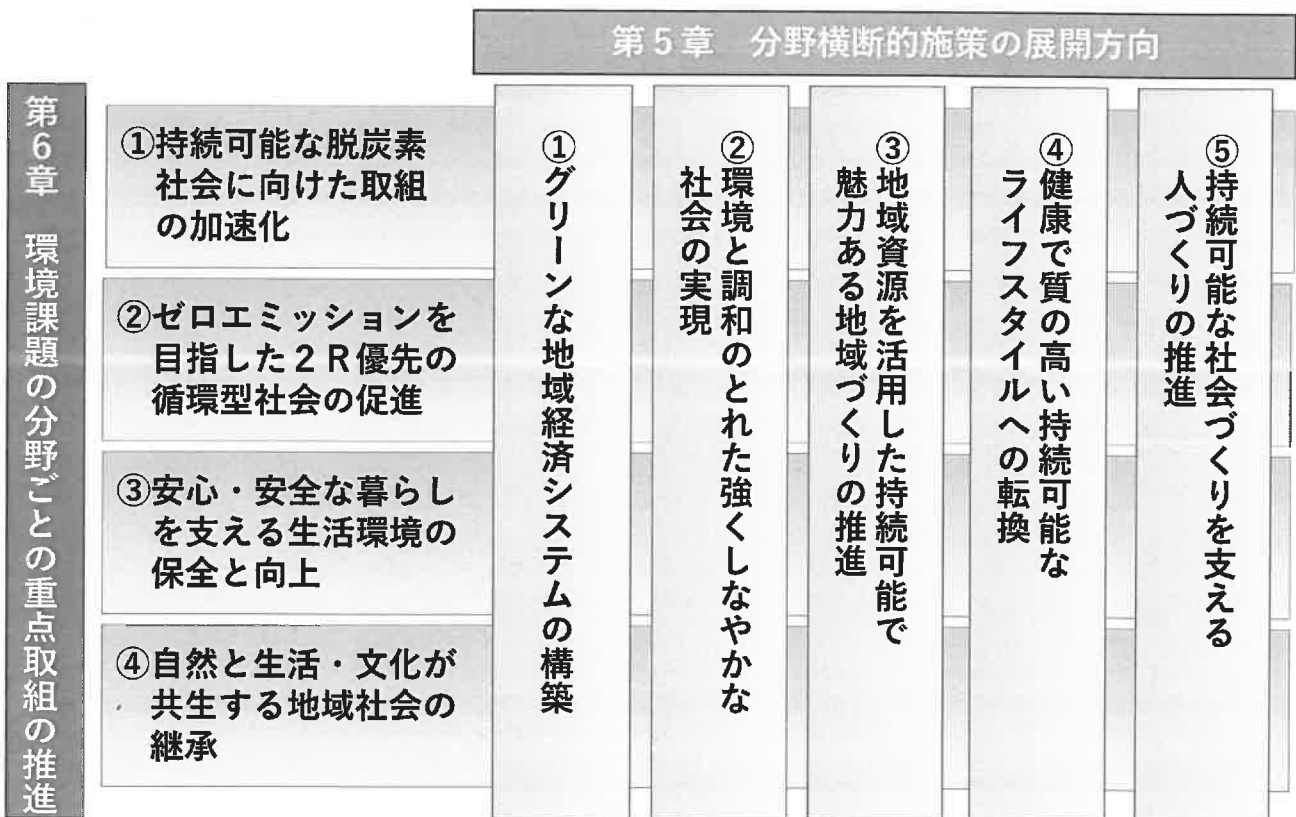 第5章　分野横断的施策の展開方向
第6章　環境課題の分野ごとの重点取組の推進
①持続可能な脱炭素
社会に向けた取組
の加速化
②ゼロエミッションを
目指した２Ｒ優先の
循環型社会の促進
③安心・安全な暮らし
を支える生活環境の
保全と向上
④自然と生活・文化が
共生する地域社会の
継承
①グリーンな地域経済システムの構築
②環境と調和のとれた強くしなやかな
社会の実現
③地域資源を活用した持続可能で
魅力ある地域づくりの推進
④健康で質の高い持続可能な
ライフスタイルへの転換
⑤持続可能な社会づくりを支える
人づくりの推進